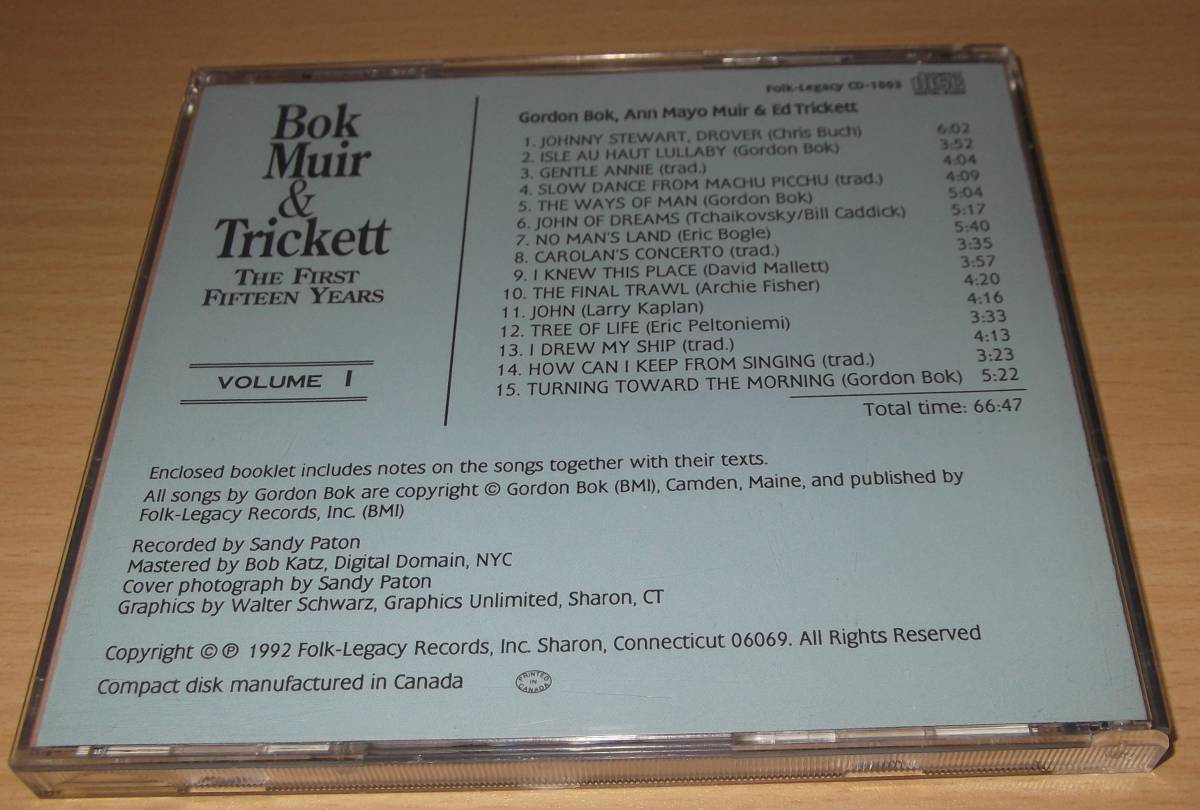 Bok
Muir
&
Trickett
THE FIRST
FIFTEEN YEARS
VOLUME I
Folk-Legacy CD-1003
Gordon Bok, Ann Mayo Muir & Ed Trickett
1. JOHNNY STEWART, DROVER (Chris Buch) 6:02
2. ISLE AU HAUT LULLABY (Gordon Bok) 3:52
3. GENTLE ANNIE (trad.) 4:04
4. SLOW DANCE FROM MACHU PICCHU (trad.) 4:09
5. THE WAYS OF MAN (Gordon Bok) 5:04
6. JOHN OF DREAMS (Tchaikovsky/Bill Caddick) 5:17
7. NO MAN'S LAND (Eric Bogle) 5:40
8. CAROLAN'S CONCERTO (trad.) 3:35
9. I KNEW THIS PLACE (David Mallett) 3:57
10. THE FINAL TRAWL (Archie Fisher) 4:20
11. JOHN (Larry Kaplan) 4:16
12. TREE OF LIFE (Eric Peltoniemi) 3:33
13. I DREW MY SHIP (trad.) 4:13
14. HOW CAN I KEEP FROM SINGING (trad.) 3:23
15. TURNING TOWARD THE MORNING (Gordon Bok) 5:22
Total time: 66:47
Enclosed booklet includes notes on the songs together with their texts.
All songs by Gordon Bok are copyright © Gordon Bok (BMI), Camden, Maine, and published by
Folk-Legacy Records, Inc. (BMI)
Recorded by Sandy Paton
Mastered by Bob Katz, Digital Domain, NYC
Cover photograph by Sandy Paton
Graphics by Walter Schwarz, Graphics Unlimited, Sharon, CT
Copyright © ℗ 1992 Folk-Legacy Records, Inc. Sharon, Connecticut 06069. All Rights Reserved
Compact disk manufactured in Canada
PRINTED
IN
CANADA